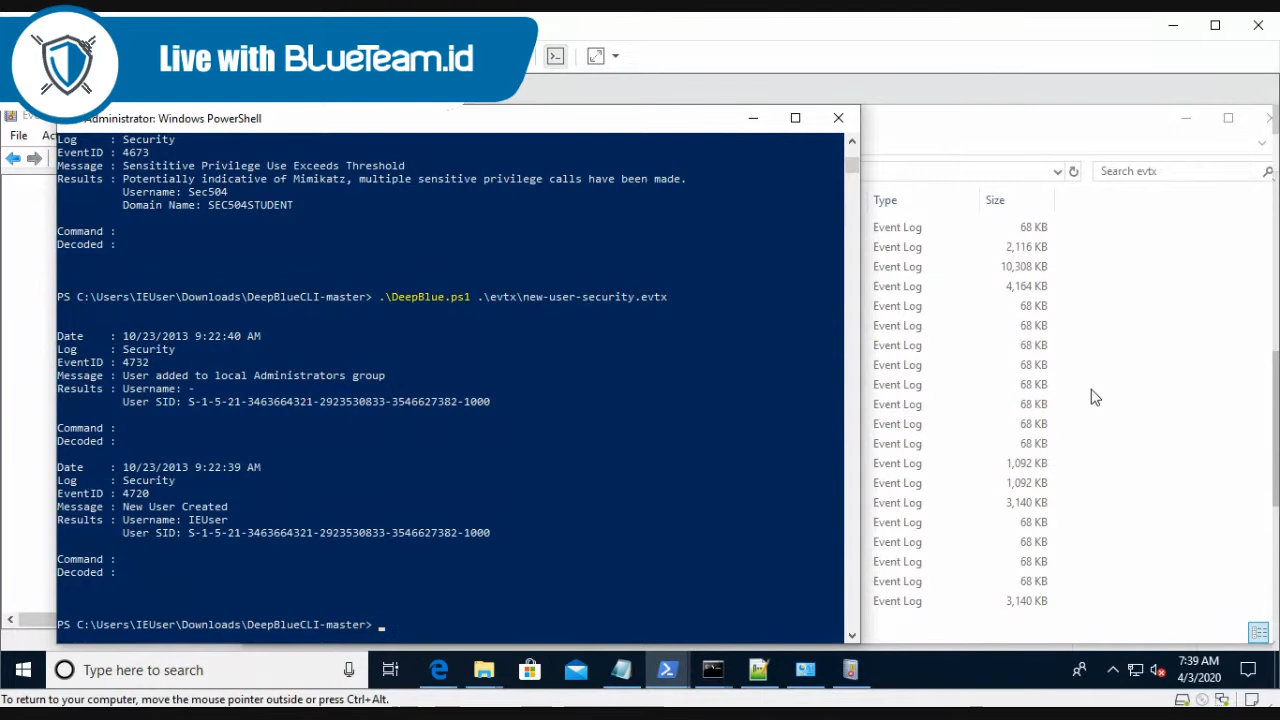 Live with BLUETeam.id
Administrator: Windows PowerShell
File
Log : Security
EventID : 4673
Message : Sensititive Privilege Use Exceeds Threshold
Results : Potentially indicative of Mimikatz, multiple sensitive privilege calls have been made.
Username: Sec504
Domain Name: SEC504STUDENT
Command :
Decoded :
PS C:\Users\IEUser\Downloads\DeepBlueCLI-master> .\DeepBlue.ps1 .\evtx\new-user-security.evtx
Date : 10/23/2013 9:22:40 AM
Log : Security
EventID : 4732
Message : User added to local Administrators group
Results : Username: -
User SID: S-1-5-21-3463664321-2923530833-3546627382-1000
Command :
Decoded :
Date : 10/23/2013 9:22:39 AM
Log : Security
EventID : 4720
Message : New User Created
Results : Username: IEUser
User SID: S-1-5-21-3463664321-2923530833-3546627382-1000
Command :
Decoded :
PS C:\Users\IEUser\Downloads\DeepBlueCLI-master> _
Search evtx
Type Size
Event Log 68 KB
Event Log 2,116 KB
Event Log 10,308 KB
Event Log 4,164 KB
Event Log 68 KB
Event Log 68 KB
Event Log 68 KB
Event Log 68 KB
Event Log 68 KB
Event Log 68 KB
Event Log 68 KB
Event Log 68 KB
Event Log 1,092 KB
Event Log 1,092 KB
Event Log 3,140 KB
Event Log 68 KB
Event Log 68 KB
Event Log 68 KB
Event Log 68 KB
Event Log 3,140 KB
Type here to search
7:39 AM
4/3/2020
To return to your computer, move the mouse pointer outside or press Ctrl+Alt.